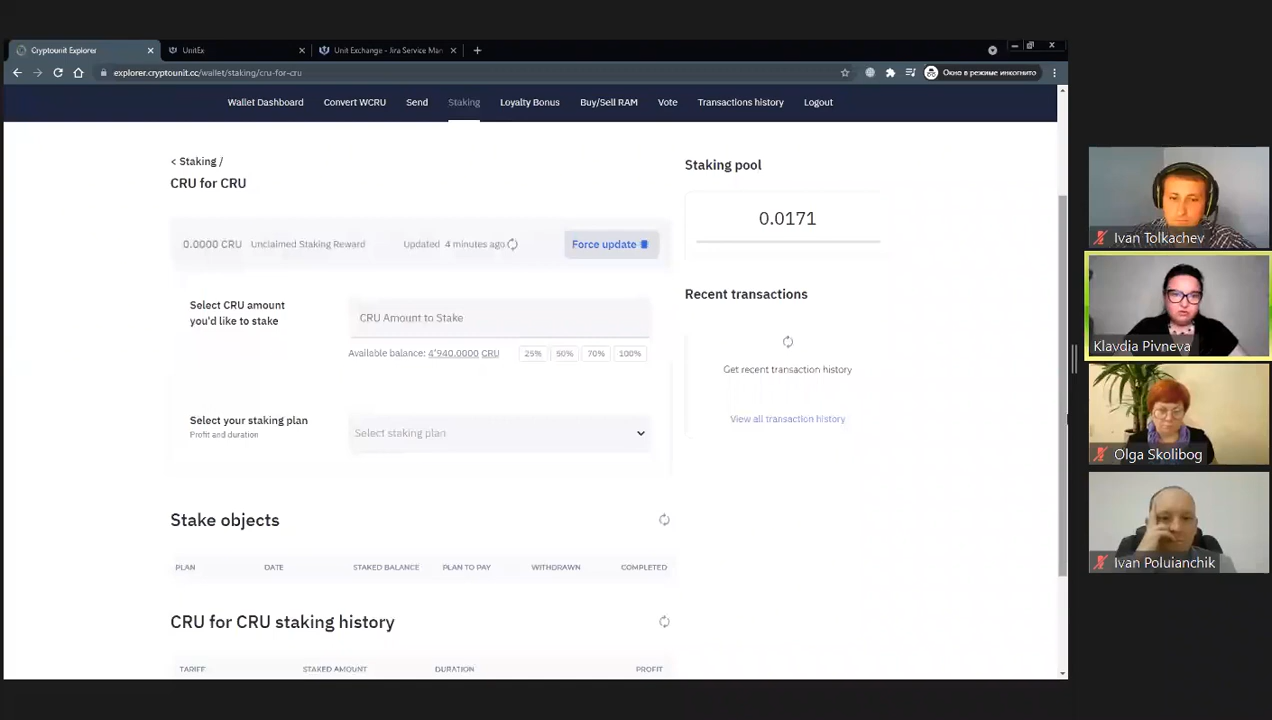 Cryptounit Explorer
UnitEx
Unit Exchange - Jira Service Man
explorer.cryptounit.cc/wallet/staking/cru-for-cru
Окно в режиме инкогнито
Wallet Dashboard
Convert WCRU
Send
Staking
Loyalty Bonus
Buy/Sell RAM
Vote
Transactions history
Logout
< Staking /
CRU for CRU
0.0000 CRU
Unclaimed Staking Reward
Updated 4 minutes ago
Force update
Select CRU amount
you'd like to stake
CRU Amount to Stake
Available balance: 4'940.0000 CRU
25%
50%
70%
100%
Select your staking plan
Profit and duration
Select staking plan
Staking pool
0.0171
Recent transactions
Get recent transaction history
View all transaction history
Stake objects
PLAN
DATE
STAKED BALANCE
PLAN TO PAY
WITHDRAWN
COMPLETED
CRU for CRU staking history
TARIFF
STAKED AMOUNT
DURATION
PROFIT
Ivan Tolkachev
Klavdia Pivneva
Olga Skolibog
Ivan Poluianchik